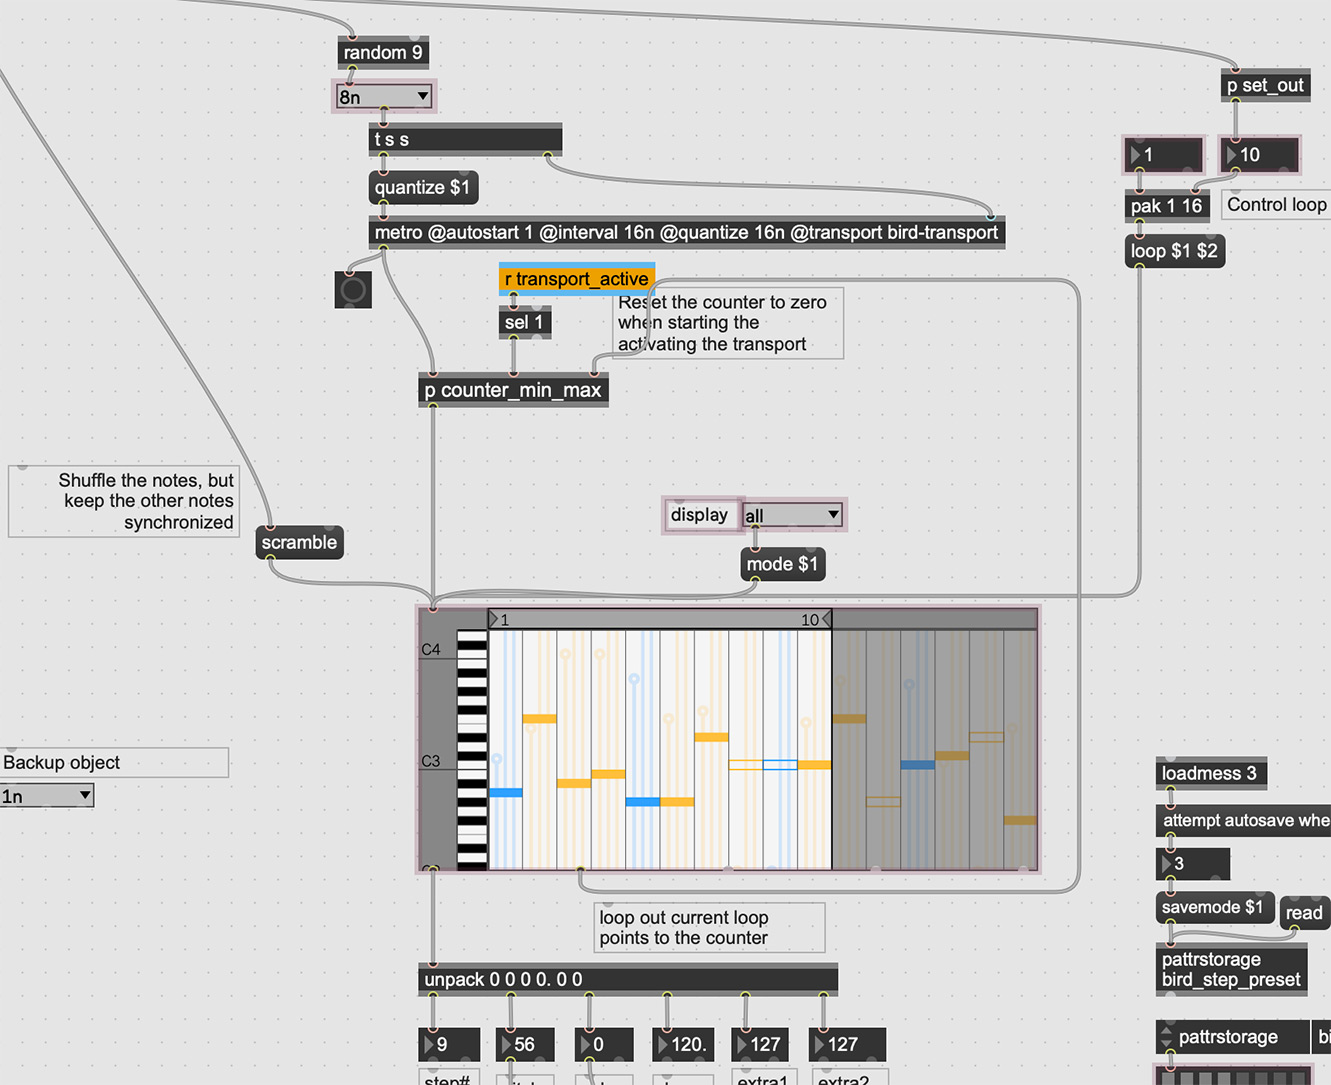 random 9
8n
p set_out
t s s
1
10
quantize $1
pak 1 16
Control loop
metro @autostart 1 @interval 16n @quantize 16n @transport bird-transport
loop $1 $2
r transport_active
Reset the counter to zero
when starting the
activating the transport
sel 1
p counter_min_max
Shuffle the notes, but
keep the other notes
synchronized
scramble
display
all
mode $1
1
10
C4
C3
Backup object
1n
loadmess 3
attempt autosave whe
3
savemode $1
read
loop out current loop
points to the counter
pattrstorage
bird_step_preset
unpack 0 0 0 0. 0 0
9
56
0
120.
127
127
pattrstorage
bi
step#
extra1
extra2